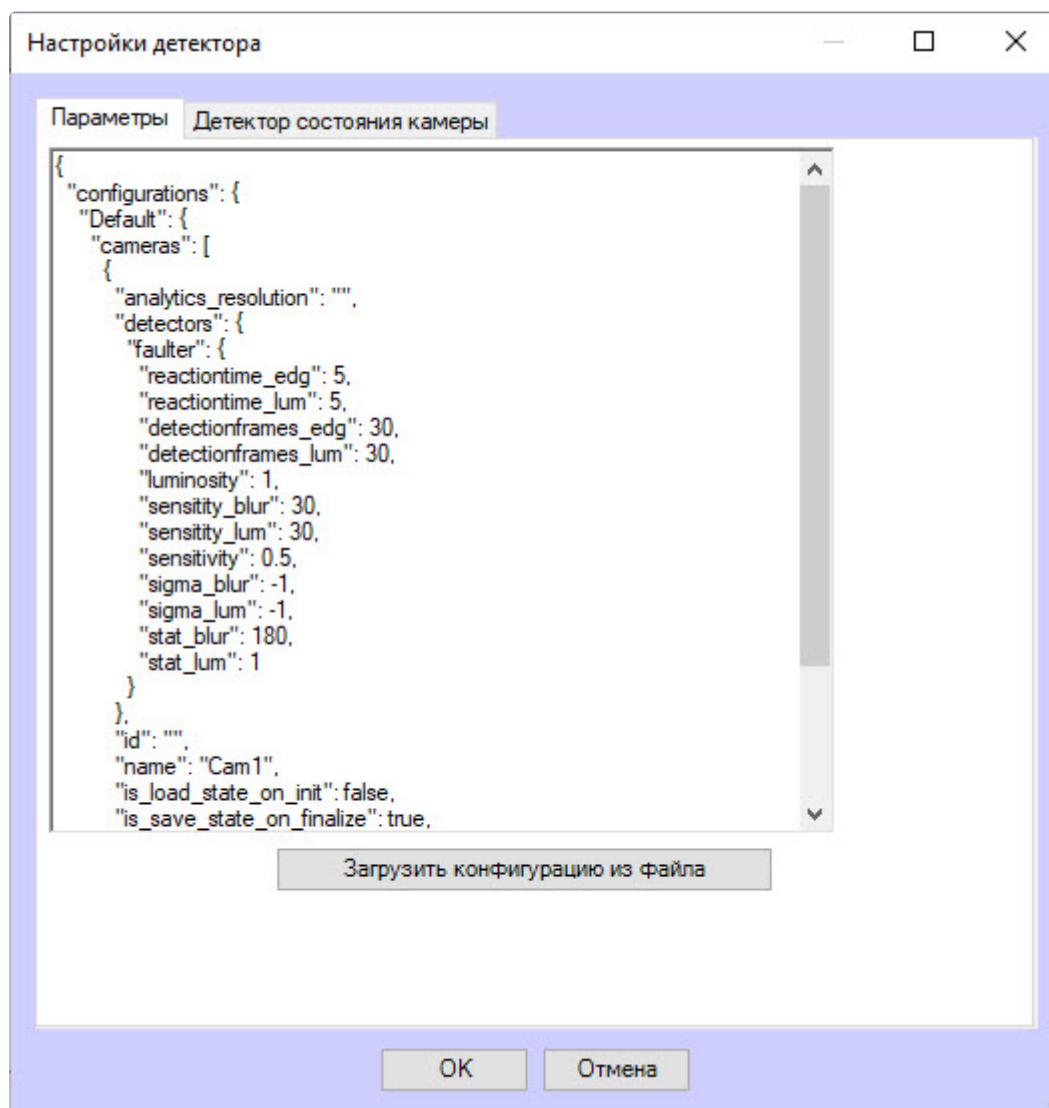 Настройки детектора
Параметры
Детектор состояния камеры
{
"configurations": {
"Default": {
"cameras": [
{
"analytics_resolution": "",
"detectors": {
"faulter": {
"reactiontime_edg": 5,
"reactiontime_lum": 5,
"detectionframes_edg": 30,
"detectionframes_lum": 30,
"luminosity": 1,
"sensitity_blur": 30,
"sensitity_lum": 30,
"sensitivity": 0.5,
"sigma_blur": -1,
"sigma_lum": -1,
"stat_blur": 180,
"stat_lum": 1
}
},
"id": "",
"name": "Cam1",
"is_load_state_on_init": false,
"is_save_state_on_finalize": true,
Загрузить конфигурацию из файла
OK
Отмена